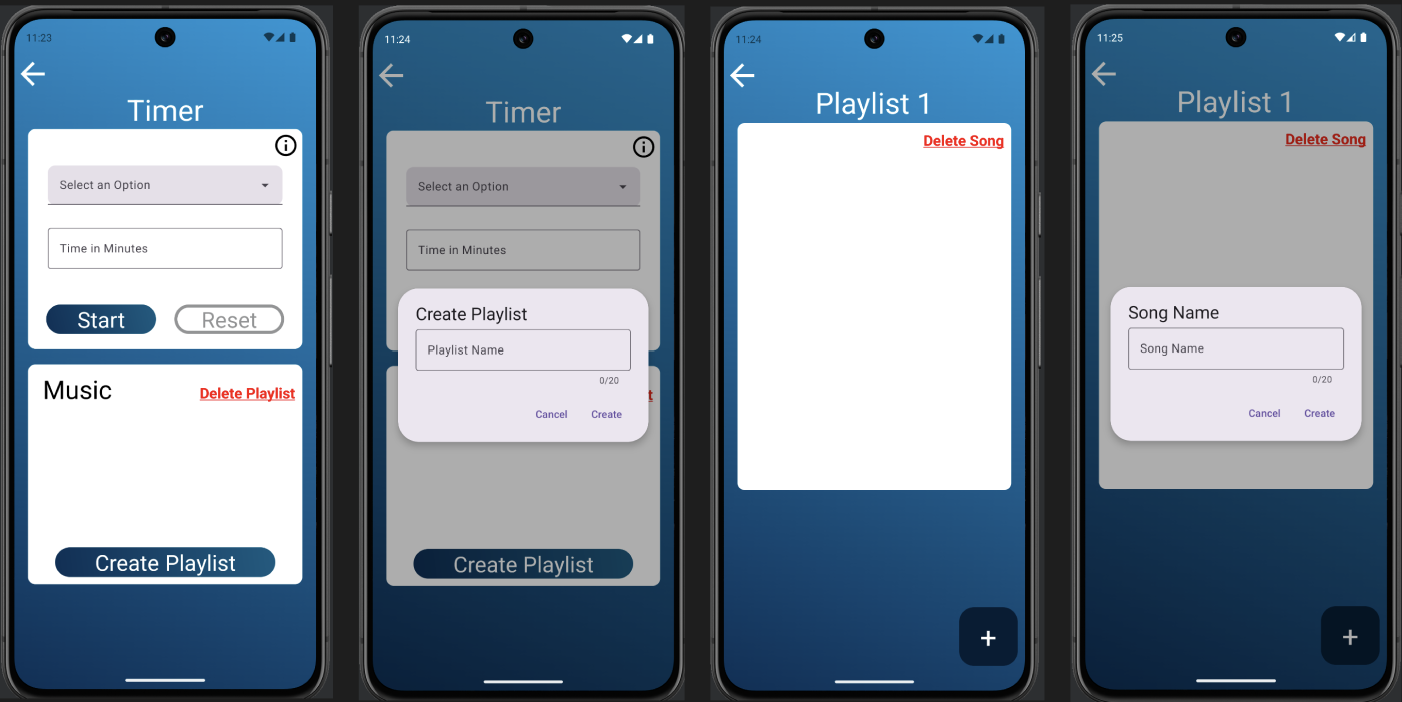 11:23
Timer
Select an Option
Time in Minutes
Start Reset
Music Delete Playlist
Create Playlist
11:24
Timer
Select an Option
Time in Minutes
Create Playlist
Playlist Name
0/20
t
Cancel Create
Create Playlist
11:24
Playlist 1
Delete Song
+
11:25
Playlist 1
Delete Song
Song Name
Song Name
0/20
Cancel Create
+